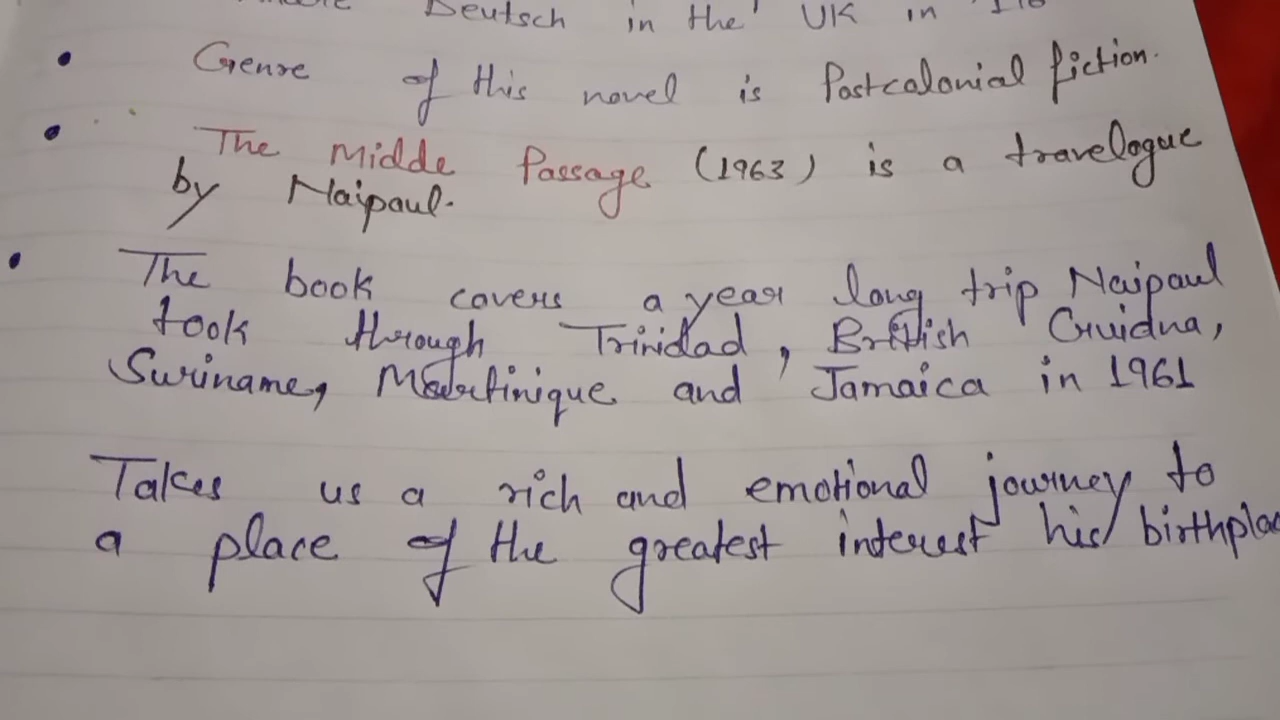 Deutsch in the UK in
• Genre of this novel is Postcolonial fiction.
• The Midde Passage (1963) is a travelogue
by Naipaul.
• The book covers a year long trip Naipaul
took through Trinidad, British Guidna,
Suriname, Martinique and Jamaica in 1961
Takes us a rich and emotional journey to
a place of the greatest interest his birthplac